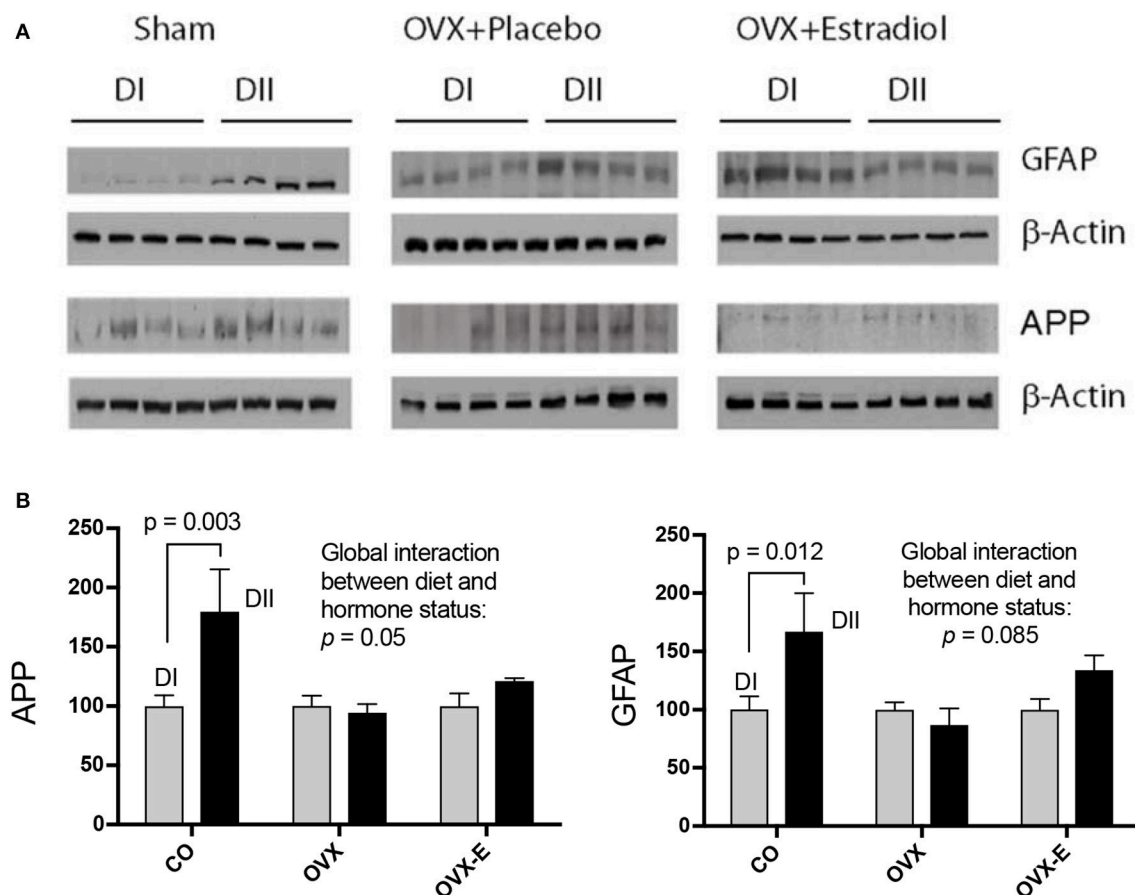 A
Sham
OVX+Placebo
OVX+Estradiol
DI
DII
DI
DII
DI
DII
GFAP
β-Actin
APP
β-Actin
B
APP
250
200
150
100
50
0
p = 0.003
DI
DII
Global interaction
between diet and
hormone status:
p = 0.05
CO
OVX
OVX-E
GFAP
250
200
150
100
50
0
p = 0.012
DI
DII
Global interaction
between diet and
hormone status:
p = 0.085
CO
OVX
OVX-E